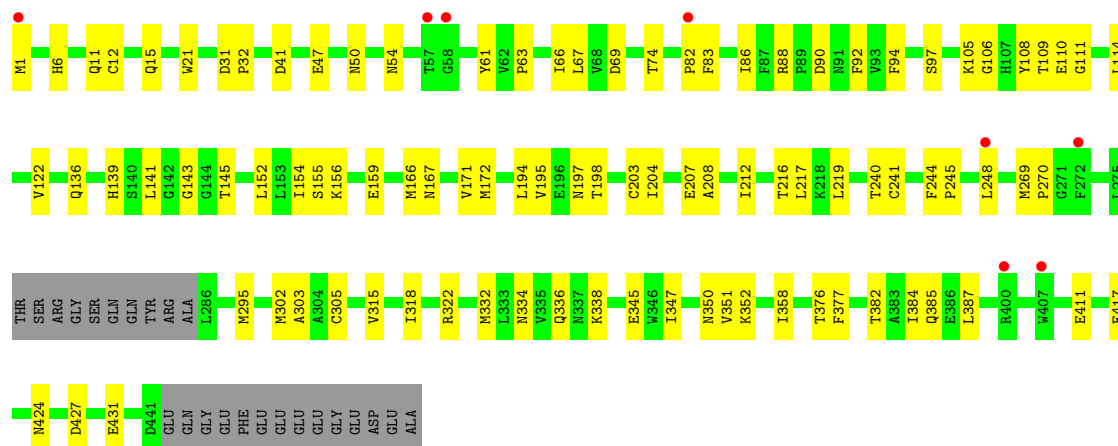 M1 H6 Q11 C12 Q15 W21 D31 P32 D41 E47 N50 N54 T57 G58 Y61 V62 P63 I66 L67 V68 D69 T74 P82 F83 I86 F87 R88 P89 D90 N91 F92 V93 F94 S97 K105 G106 H107 Y108 T109 E110 G111
V122 Q136 H139 S140 L141 G142 G143 G144 T145 L152 L153 I154 S155 K156 E159 M166 N167 V171 M172 L194 V195 E196 N197 T198 C203 I204 E207 A208 I212 T216 L217 K218 L219 T240 C241 F244 P245 L248 M269 P270 G271 F272
THR SER ARG GLY SER GLN GLN TYR ARG ALA L286 M295 M302 A303 A304 C305 V315 I318 R322 M332 L333 N334 V335 Q336 N337 K338 E345 W346 I347 N350 V351 K352 I358 T376 F377 T382 A383 I384 Q385 E386 L387 R400 W407 E411
N424 D427 E431 D441 GLU GLN GLY GLU PHE GLU GLU GLU GLU GLY GLU ASP GLU ALA